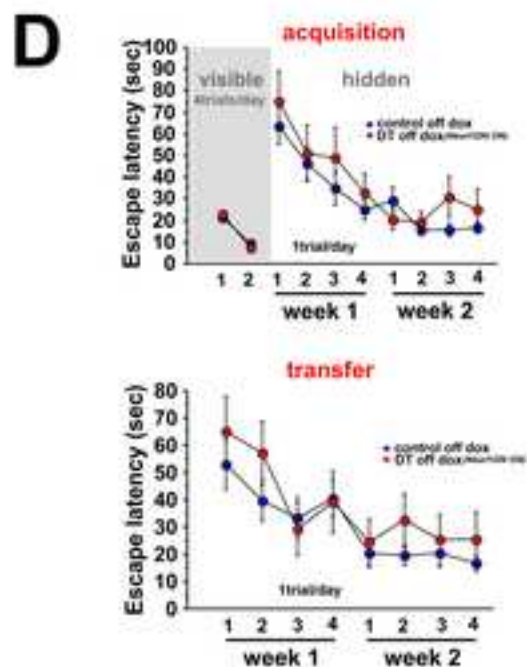 D
acquisition
Escape latency (sec)
100
90
80
70
60
50
40
30
20
10
0
visible
4trials/day
hidden
control off dox
DT off dox
1trial/day
1 2 1 2 3 4 1 2 3 4
week 1 week 2
transfer
Escape latency (sec)
80
70
60
50
40
30
20
10
0
control off dox
DT off dox
1trial/day
1 2 3 4 1 2 3 4
week 1 week 2